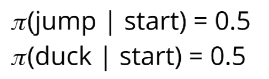 π(jump | start) = 0.5
π(duck | start) = 0.5